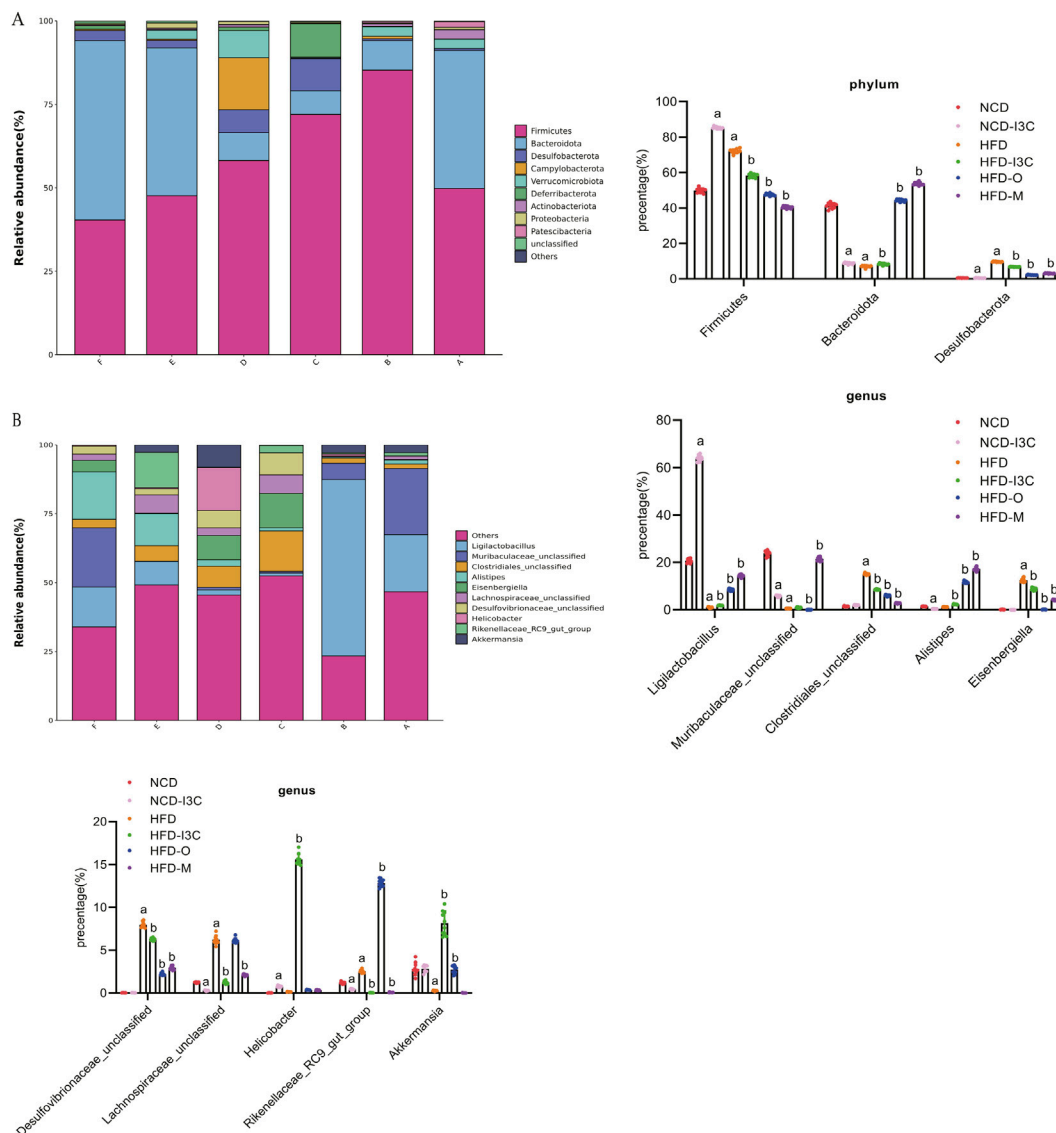 A
Relative abundance(%)
100
75
50
25
0
F E D C B A
Firmicutes
Bacteroidota
Desulfobacterota
Campylobacterota
Verrucomicrobiota
Deferribacterota
Actinobacteriota
Proteobacteria
Patescibacteria
unclassified
Others
phylum
precentage(%)
100
80
60
40
20
0
a a b b b
a a b b b
a a b b b
NCD
NCD-I3C
HFD
HFD-I3C
HFD-O
HFD-M
Firmicutes
Bacteroidota
Desulfobacterota
B
Relative abundance(%)
100
75
50
25
0
F E D C B A
Others
Ligilactobacillus
Muribaculaceae_unclassified
Clostridiales_unclassified
Alistipes
Eisenbergiella
Lachnospiraceae_unclassified
Desulfovibrionaceae_unclassified
Helicobacter
Rikenellaceae_RC9_gut_group
Akkermansia
genus
precentage(%)
80
60
40
20
0
a a b b b
a a b b b
a b b b
a b b b
a b b b
NCD
NCD-I3C
HFD
HFD-I3C
HFD-O
HFD-M
Ligilactobacillus
Muribaculaceae_unclassified
Clostridiales_unclassified
Alistipes
Eisenbergiella
NCD
NCD-I3C
HFD
HFD-I3C
HFD-O
HFD-M
genus
precentage(%)
20
15
10
5
0
a b b b
a a b b
a b
a a b b b
a b b
Desulfovibrionaceae_unclassified
Lachnospiraceae_unclassified
Helicobacter
Rikenellaceae_RC9_gut_group
Akkermansia